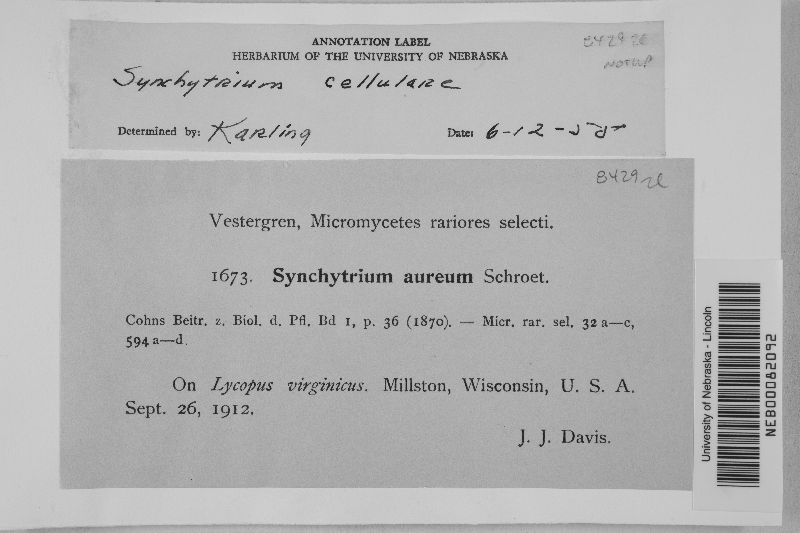 ANNOTATION LABEL
HERBARIUM OF THE UNIVERSITY OF NEBRASKA
Synchytrium cellulare
Determined by: Karling
Date: 6-12-
Vestergren, Micromycetes rariores selecti.
1673. Synchytrium aureum Schroet.
Cohns Beitr. z. Biol. d. Pfl. Bd 1, p. 36 (1870). — Micr. rar. sel. 32 a—c,
594 a—d.
On Lycopus virginicus. Millston, Wisconsin, U. S. A.
Sept. 26, 1912.
J. J. Davis.
University of Nebraska - Lincoln
NEB00082092